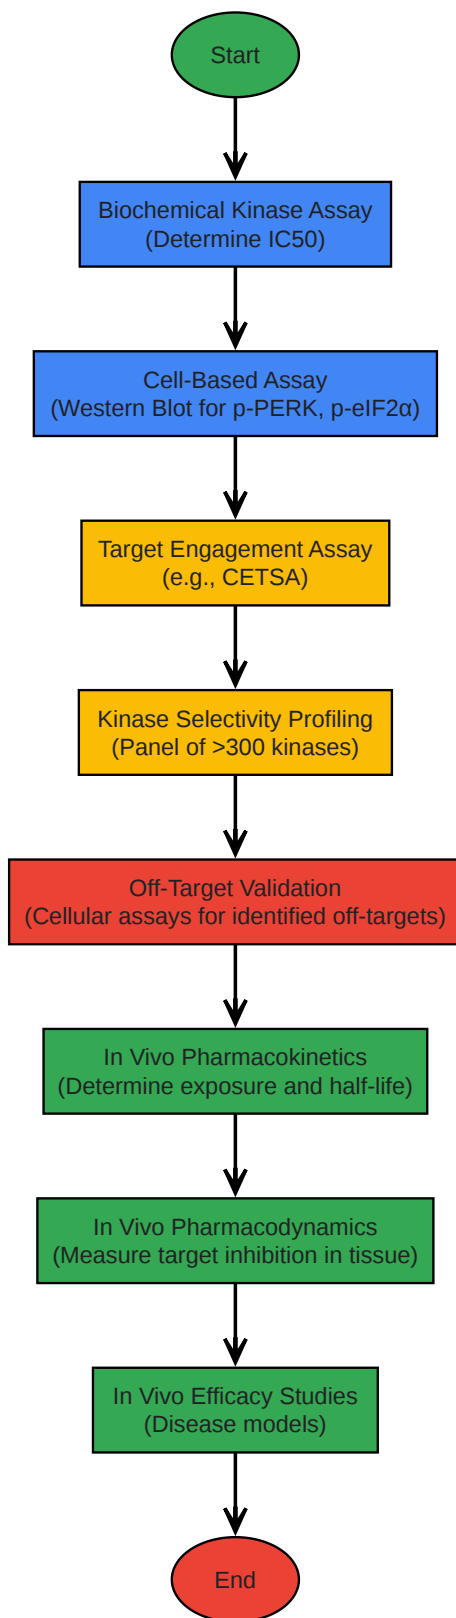 Start
Biochemical Kinase Assay
(Determine IC50)
Cell-Based Assay
(Western Blot for p-PERK, p-eIF2α)
Target Engagement Assay
(e.g., CETSA)
Kinase Selectivity Profiling
(Panel of >300 kinases)
Off-Target Validation
(Cellular assays for identified off-targets)
In Vivo Pharmacokinetics
(Determine exposure and half-life)
In Vivo Pharmacodynamics
(Measure target inhibition in tissue)
In Vivo Efficacy Studies
(Disease models)
End